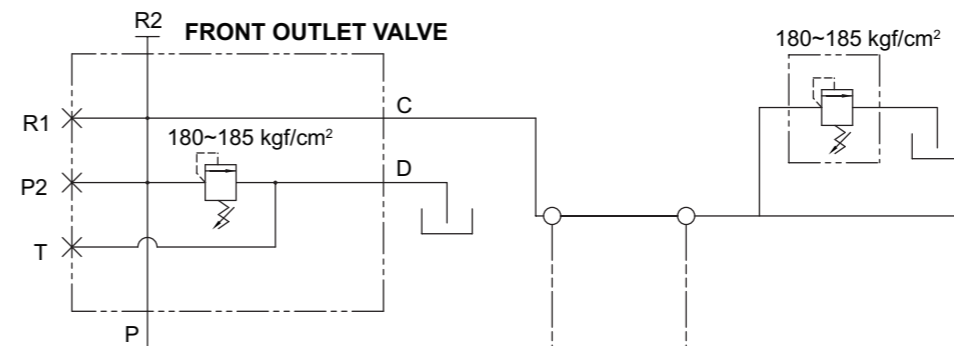 R2
FRONT OUTLET VALVE
180~185 kgf/cm²
R1
C
180~185 kgf/cm²
P2
D
T
P